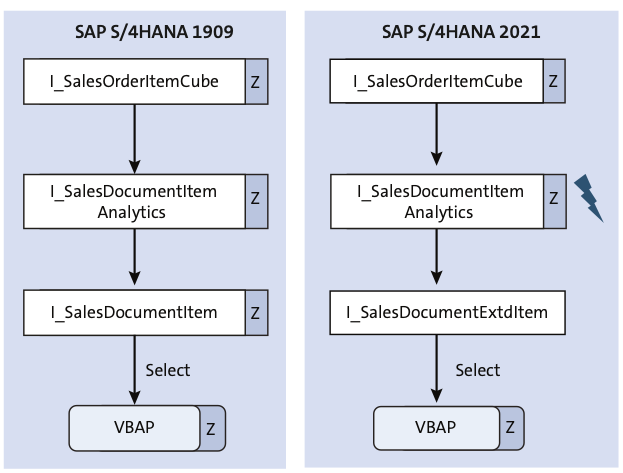 SAP S/4HANA 1909
I_SalesOrderItemCube
Z
I_SalesDocumentItem
Analytics
Z
I_SalesDocumentItem
Z
Select
VBAP
Z
SAP S/4HANA 2021
I_SalesOrderItemCube
Z
I_SalesDocumentItem
Analytics
Z
I_SalesDocumentExtdItem
Select
VBAP
Z